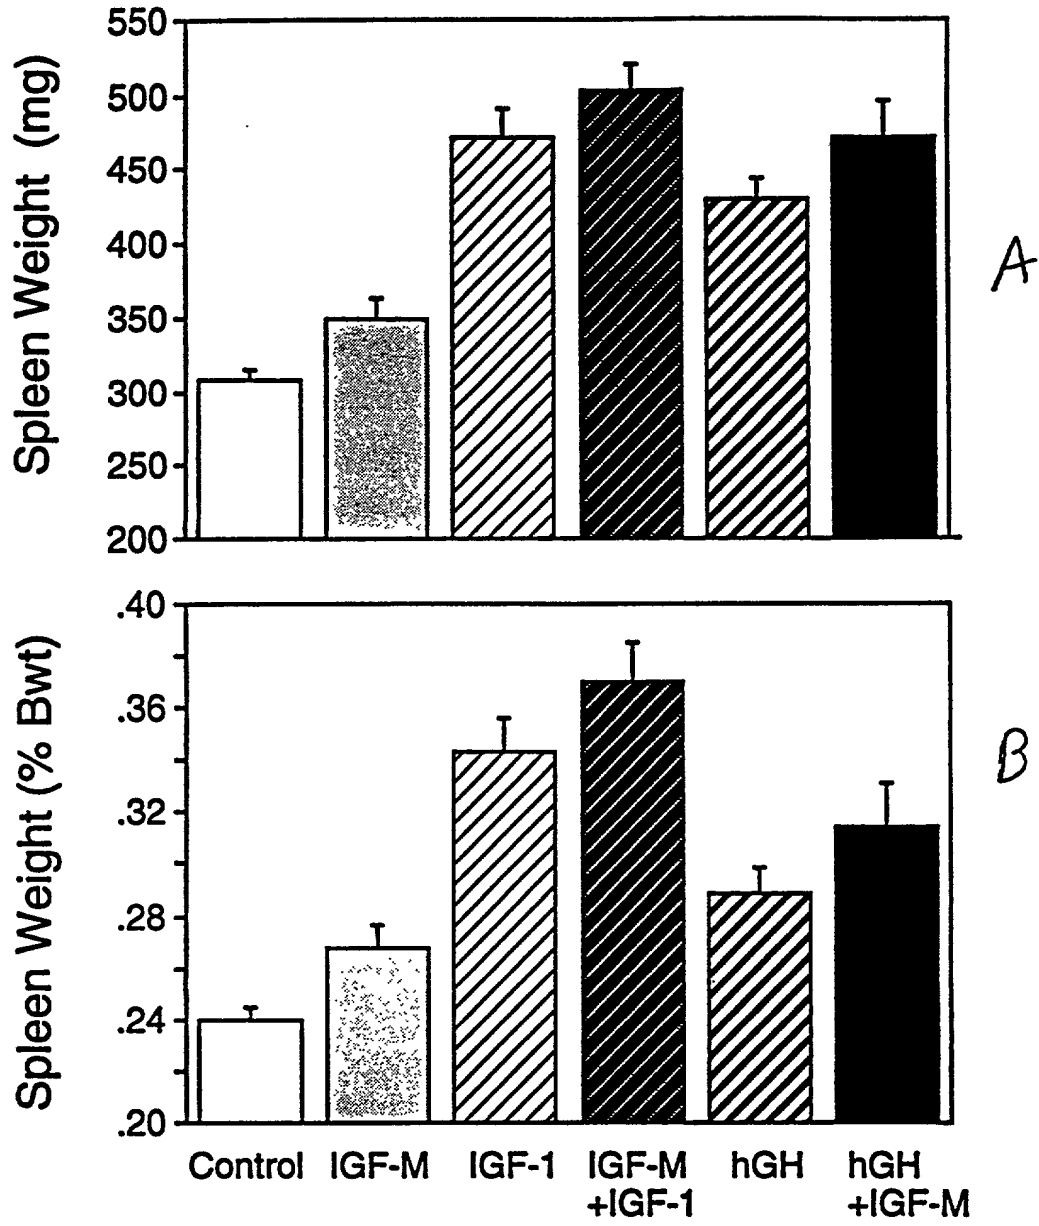 Spleen Weight (mg)
550
500
450
400
350
300
250
200
A
Spleen Weight (% Bwt)
.40
.36
.32
.28
.24
.20
B
Control IGF-M IGF-1 IGF-M hGH hGH
+IGF-1 +IGF-M